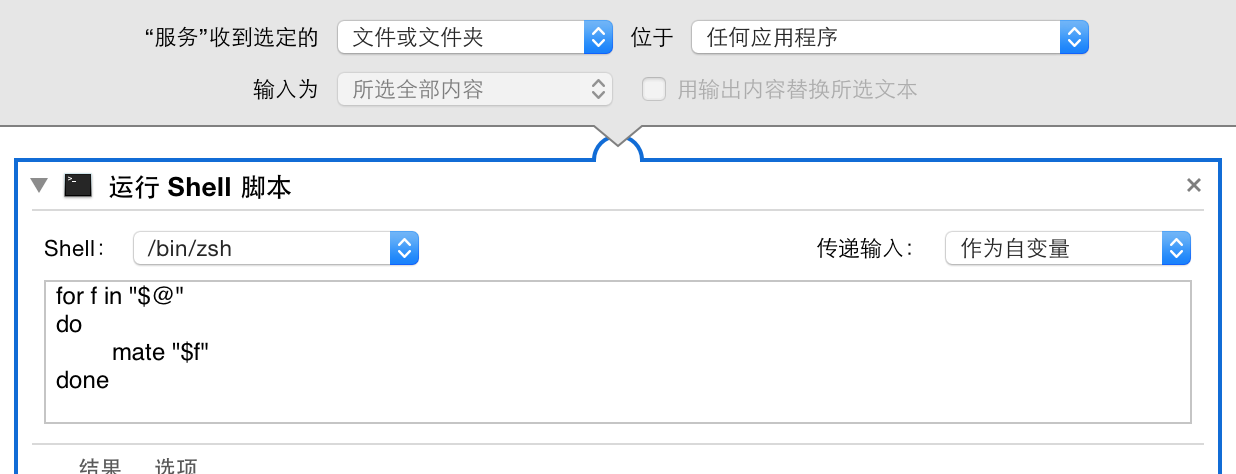 “服务”收到选定的 文件或文件夹 位于 任何应用程序
输入为 所选全部内容 用输出内容替换所选文本
运行 Shell 脚本
Shell： /bin/zsh 传递输入： 作为自变量
for f in "$@"
do
mate "$f"
done
结果 选项